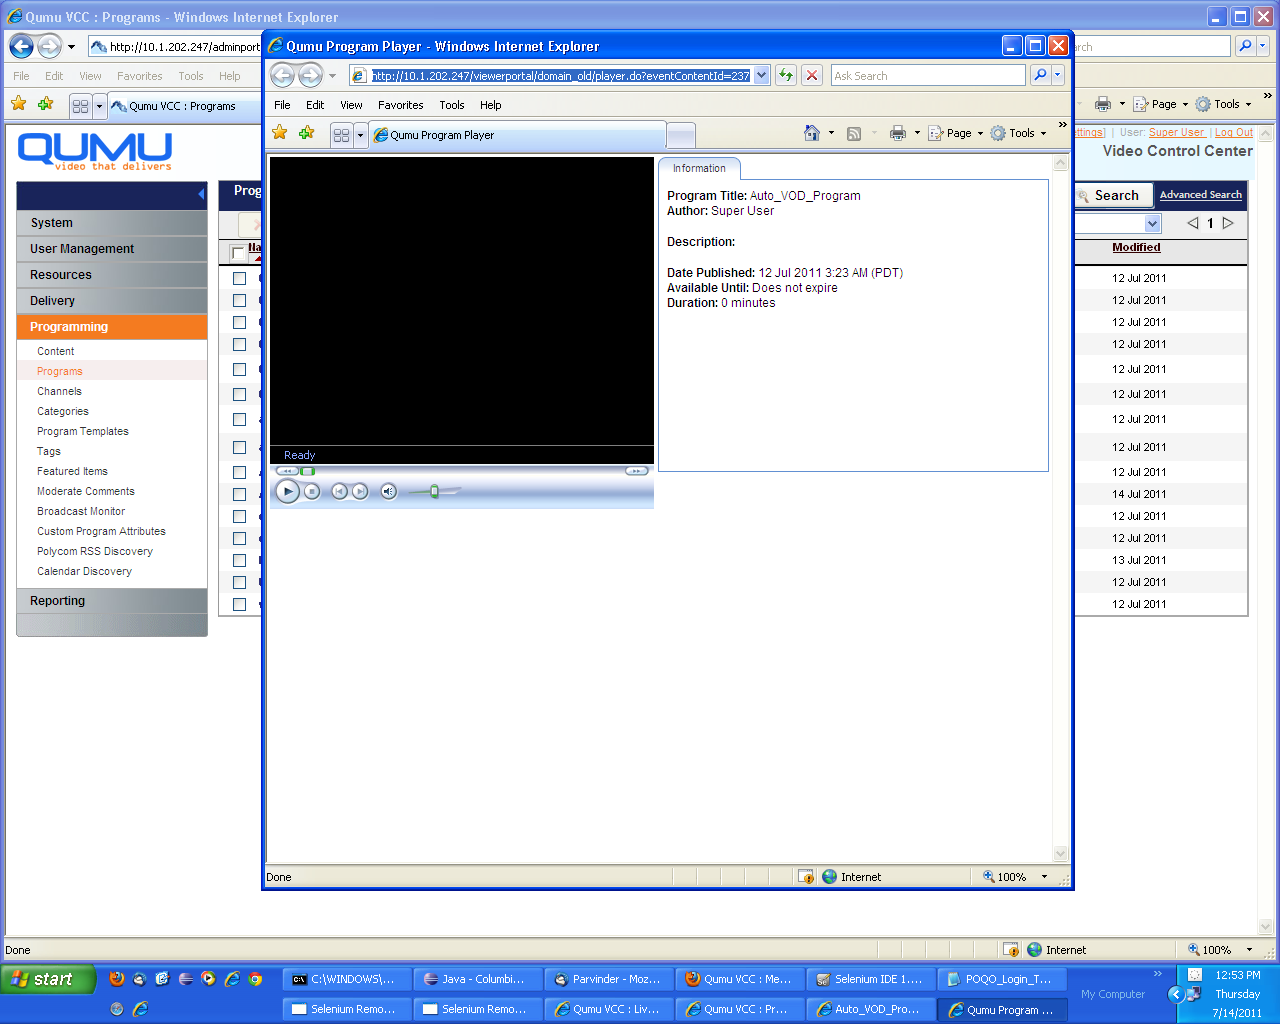 Qumu VCC : Programs - Windows Internet Explorer
http://10.1.202.247/adminport
File Edit View Favorites Tools Help
Qumu VCC : Programs
Page Tools
ettings] | User: Super User | Log Out
QUMU
video that delivers
Video Control Center
System
User Management
Resources
Delivery
Programming
Content
Programs
Channels
Categories
Program Templates
Tags
Featured Items
Moderate Comments
Broadcast Monitor
Custom Program Attributes
Polycom RSS Discovery
Calendar Discovery
Reporting
Prog
Search Advanced Search
1
Na
Modified
12 Jul 2011
12 Jul 2011
12 Jul 2011
12 Jul 2011
12 Jul 2011
12 Jul 2011
12 Jul 2011
12 Jul 2011
12 Jul 2011
14 Jul 2011
12 Jul 2011
12 Jul 2011
13 Jul 2011
12 Jul 2011
12 Jul 2011
Qumu Program Player - Windows Internet Explorer
http://10.1.202.247/viewerportal/domain_old/player.do?eventContentId=237
Ask Search
File Edit View Favorites Tools Help
Qumu Program Player
Page Tools
Information
Program Title: Auto_VOD_Program
Author: Super User
Description:
Date Published: 12 Jul 2011 3:23 AM (PDT)
Available Until: Does not expire
Duration: 0 minutes
Ready
Done Internet 100%
Done Internet 100%
start
C:\WINDOWS\...
Java - Columbi...
Parvinder - Moz...
Qumu VCC : Me...
Selenium IDE 1....
POQO_Login_T...
Selenium Remo...
Selenium Remo...
Qumu VCC : Liv...
Qumu VCC : Pr...
Auto_VOD_Pro...
Qumu Program ...
My Computer
12:53 PM
Thursday
7/14/2011